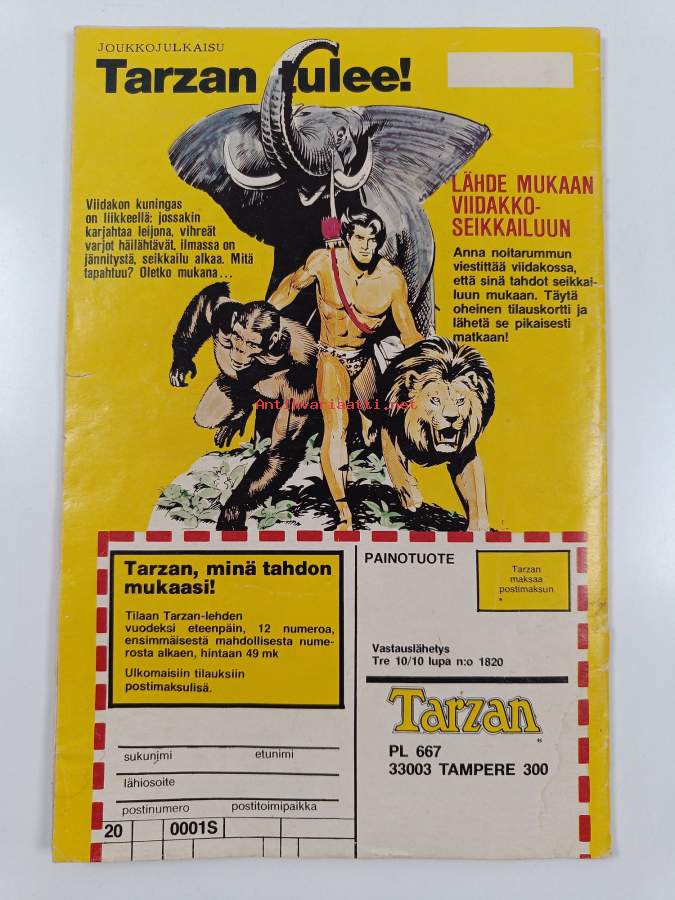 JOUKKOJULKAISU
Tarzan tulee!
Viidakon kuningas
on liikkeellä: jossakin
karjahtaa leijona, vihreät
varjot häilähtävät, ilmassa on
jännitystä, seikkailu alkaa. Mitä
tapahtuu? Oletko mukana...
LÄHDE MUKAAN
VIIDAKKO-
SEIKKAILUUN
Anna noitarummun
viestittää viidakossa,
että sinä tahdot seikkai-
luun mukaan. Täytä
oheinen tilauskortti ja
lähetä se pikaisesti
matkaan!
Antikvariaatti.net
Tarzan, minä tahdon
mukaasi!
Tilaan Tarzan-lehden
vuodeksi eteenpäin, 12 numeroa,
ensimmäisestä mahdollisesta nume-
rosta alkaen, hintaan 49 mk
Ulkomaisiin tilauksiin
postimaksulisä.
sukunjmi etunimi
lähiosoite
postinumero postitoimipaikka
20 0001S
PAINOTUOTE
Tarzan
maksaa
postimaksun
Vastauslähetys
Tre 10/10 lupa n:o 1820
Tarzan
PL 667
33003 TAMPERE 300